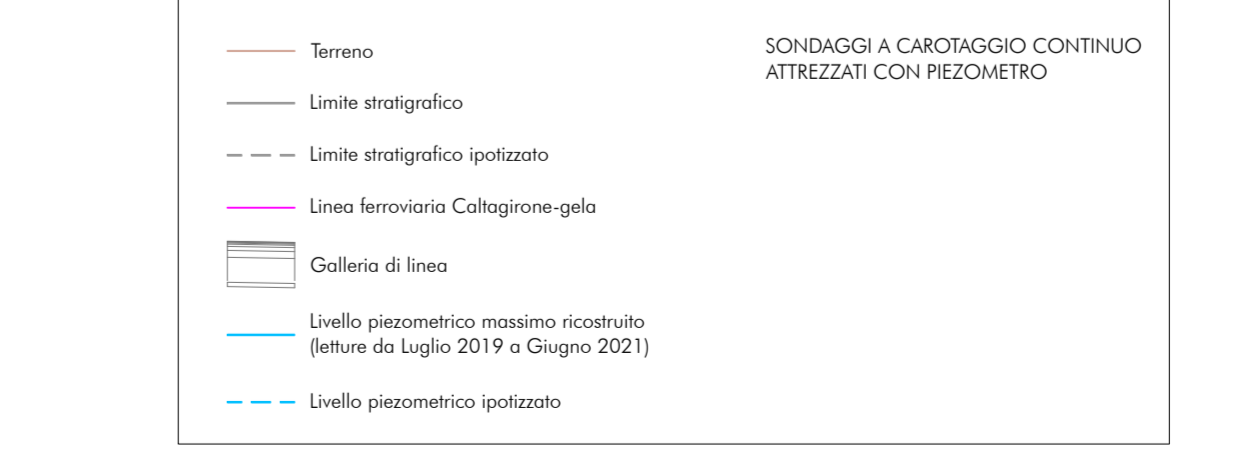 Terreno
Limite stratigrafico
Limite stratigrafico ipotizzato
Linea ferroviaria Caltagirone-gela
Galleria di linea
Livello piezometrico massimo ricostruito
(letture da Luglio 2019 a Giugno 2021)
Livello piezometrico ipotizzato
SONDAGGI A CAROTAGGIO CONTINUO
ATTREZZATI CON PIEZOMETRO